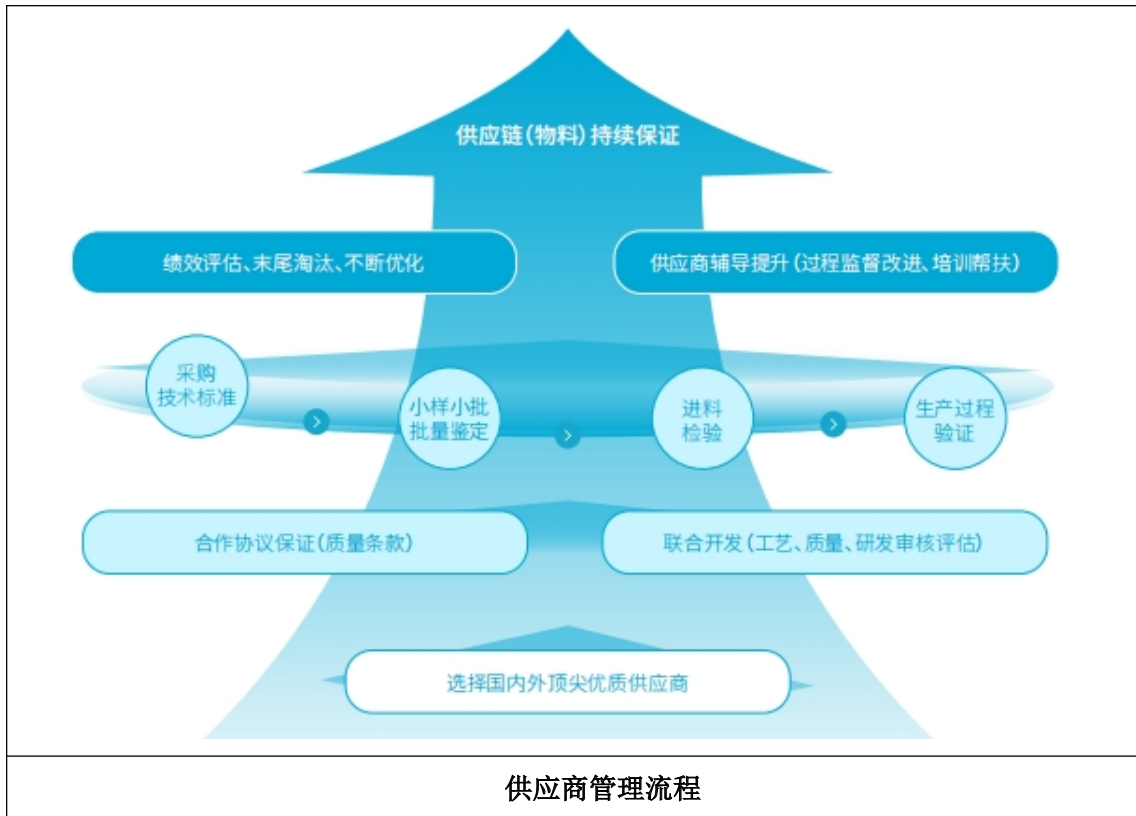 供应链(物料)持续保证
绩效评估、末尾淘汰、不断优化
供应商辅导提升(过程监督改进、培训帮扶)
采购
技术标准
小样小批
批量鉴定
进料
检验
生产过程
验证
合作协议保证(质量条款)
联合开发(工艺、质量、研发审核评估)
选择国内外顶尖优质供应商
供应商管理流程